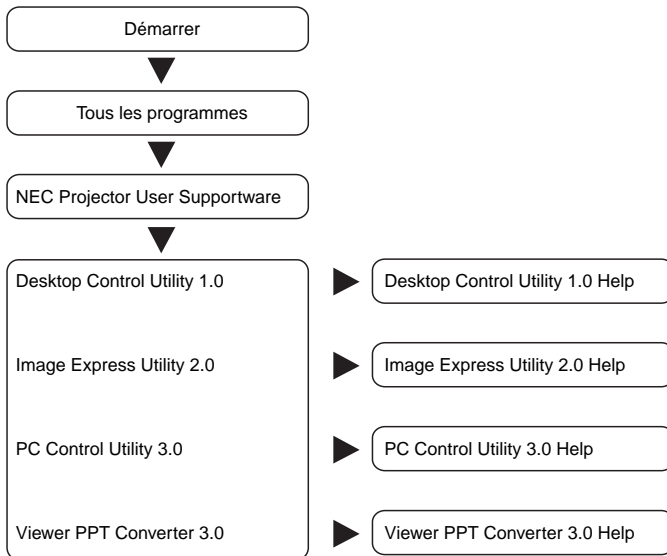 Démarrer
Tous les programmes
NEC Projector User Supportware
Desktop Control Utility 1.0
Desktop Control Utility 1.0 Help
Image Express Utility 2.0
Image Express Utility 2.0 Help
PC Control Utility 3.0
PC Control Utility 3.0 Help
Viewer PPT Converter 3.0
Viewer PPT Converter 3.0 Help